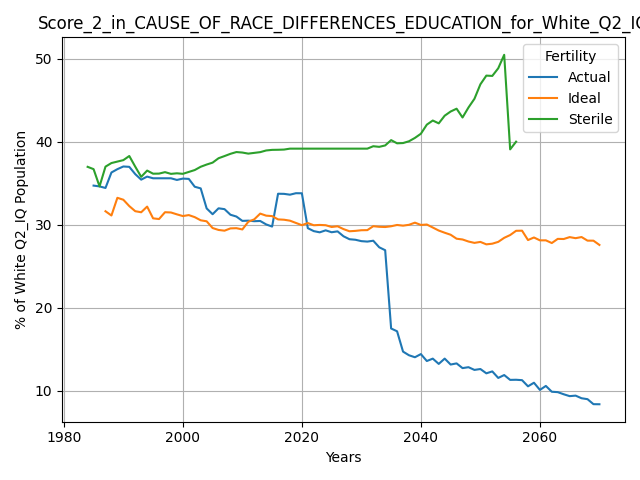 Score_2_in_CAUSE_OF_RACE_DIFFERENCES_EDUCATION_for_White_Q2_IQ
Fertility
Actual
Ideal
Sterile
% of White Q2_IQ Population
50
40
30
20
10
1980 2000 2020 2040 2060
Years